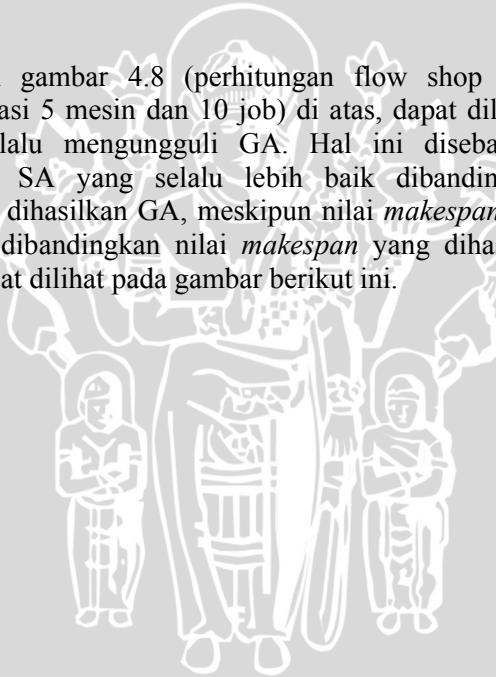 gambar 4.8 (perhitungan flow shop
asi 5 mesin dan 10 job) di atas, dapat dil
lalu mengungguli GA. Hal ini diseba
SA yang selalu lebih baik dibandin
dihasilkan GA, meskipun nilai makespan
dibandingkan nilai makespan yang diha
at dilihat pada gambar berikut ini.